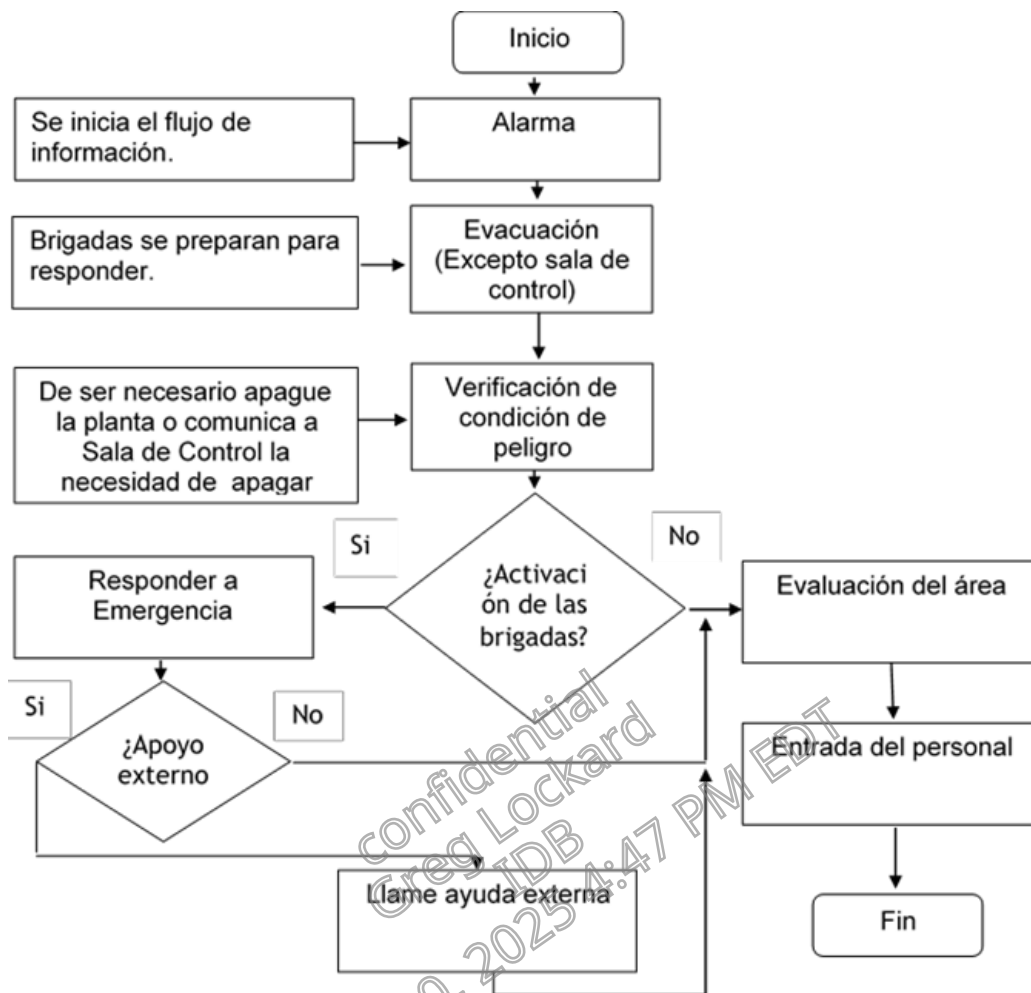 Inicio
Se inicia el flujo de
información.
Alarma
Brigadas se preparan para
responder.
Evacuación
(Excepto sala de
control)
De ser necesario apague
la planta o comunica a
Sala de Control la
necesidad de apagar
Verificación de
condición de
peligro
Si
No
¿Activaci
ón de las
brigadas?
Responder a
Emergencia
Evaluación del área
Si
No
¿Apoyo
externo
Entrada del personal
Llame ayuda externa
Fin
confidential
Greg Lockard
IDB
0, 2025 4:47 PM EDT